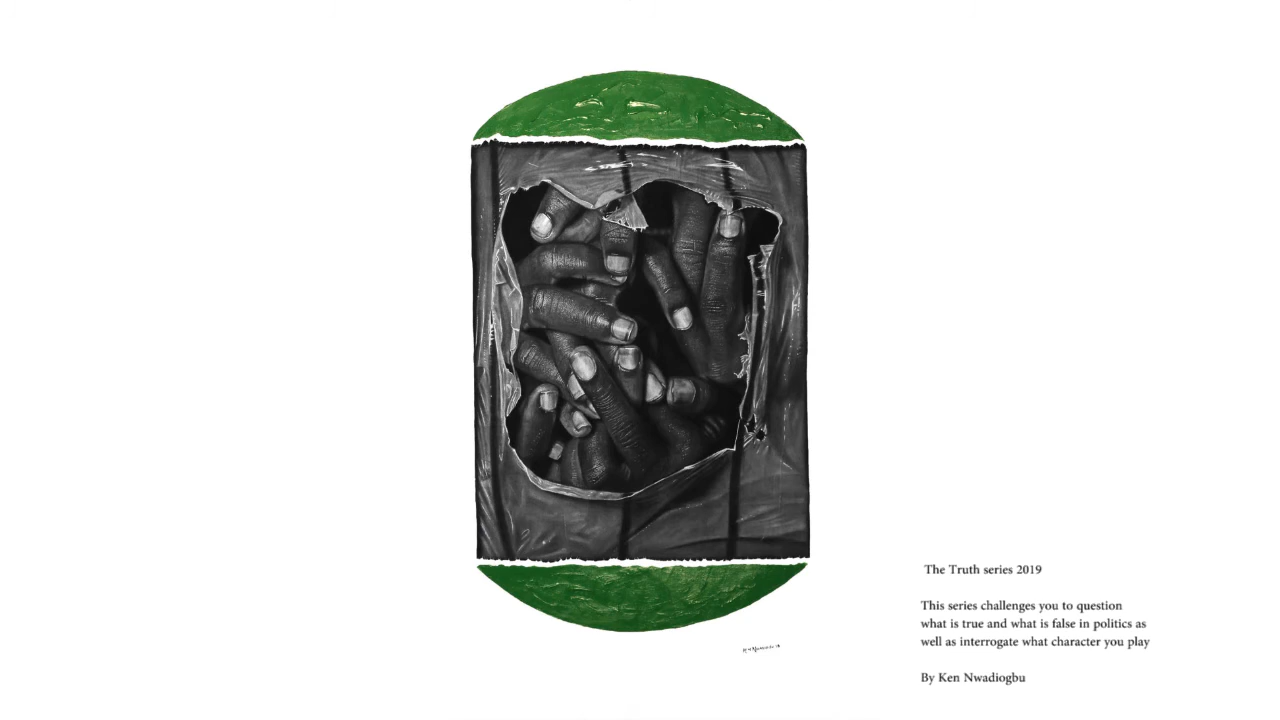 The Truth series 2019
This series challenges you to question
what is true and what is false in politics as
well as interrogate what character you play
By Ken Nwadiogbu